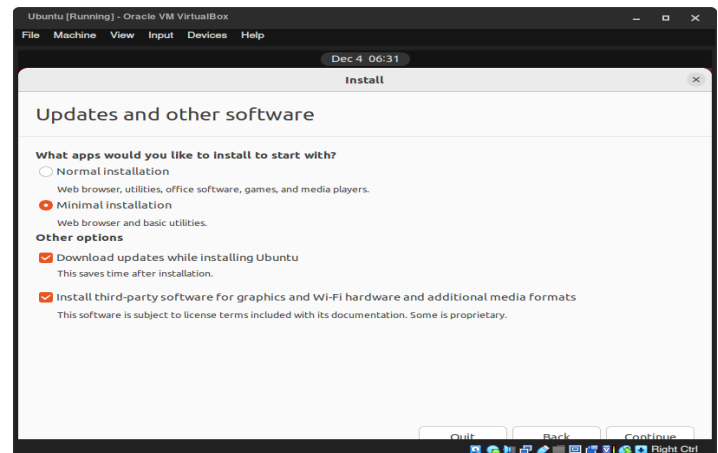 Ubuntu [Running] - Oracle VM VirtualBox
File Machine View Input Devices Help
Dec 4 06:31
Install
Updates and other software
What apps would you like to install to start with?
Normal installation
Web browser, utilities, office software, games, and media players.
Minimal installation
Web browser and basic utilities.
Other options
Download updates while installing Ubuntu
This saves time after installation.
Install third-party software for graphics and Wi-Fi hardware and additional media formats
This software is subject to license terms included with its documentation. Some is proprietary.
Quit Back Continue
Right Ctrl